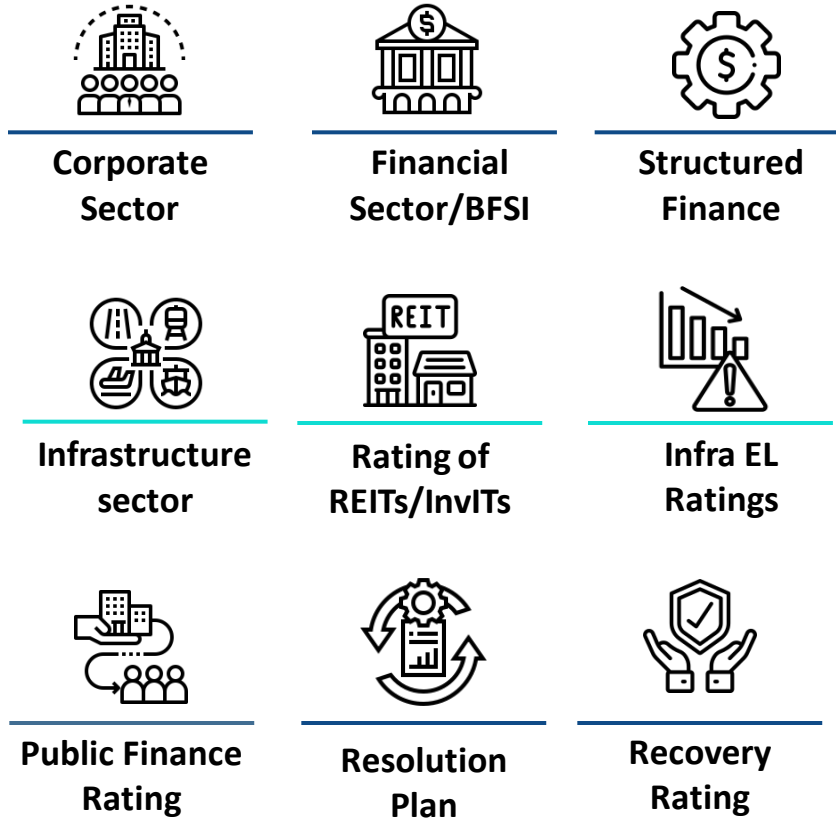 Corporate
Sector
$
Financial
Sector/BFSI
$
Structured
Finance
Infrastructure
sector
REIT
Rating of
REITs/InvITs
Infra EL
Ratings
Public Finance
Rating
Resolution
Plan
Recovery
Rating